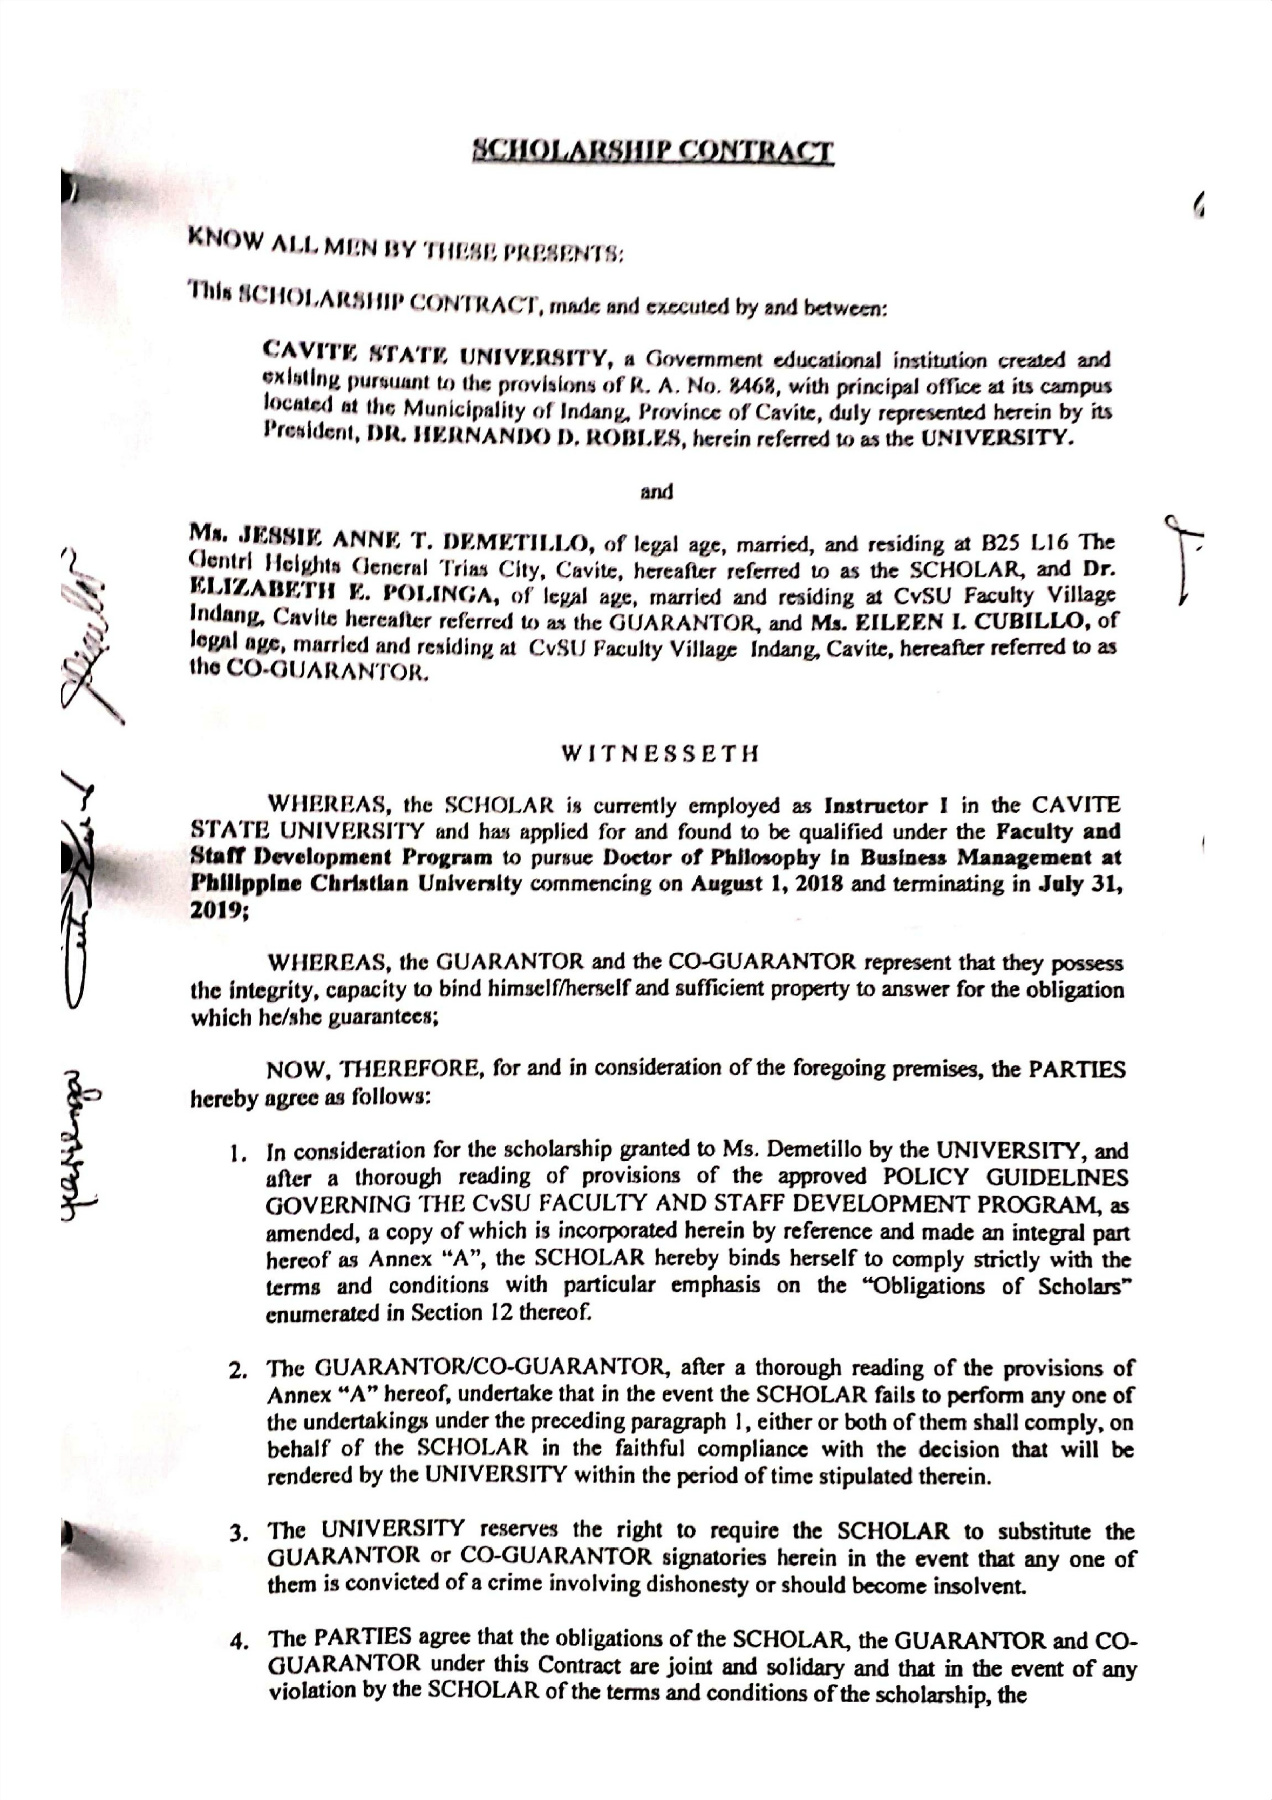 SCHOLARSHIP CONTRACT
KNOW ALL MEN BY THESE PRESENTS:
This SCHOLARSHIP CONTRACT, made and executed by and between:
CAVITE STATE UNIVERSITY, a Government educational institution created and
existing pursuant to the provisions of R. A. No. 8468, with principal office at its campus
located at the Municipality of Indang, Province of Cavite, duly represented herein by its
President, DR. HERNANDO D. ROBLES, herein referred to as the UNIVERSITY.
and
Ms. JESSIE ANNE T. DEMETILLO, of legal age, married, and residing at B25 L16 The
Gentri Heights General Trias City, Cavite, hereafter referred to as the SCHOLAR, and Dr.
ELIZABETH E. POLINGA, of legal age, married and residing at CvSU Faculty Village
Indang, Cavite hereafter referred to as the GUARANTOR, and Ms. EILEEN I. CUBILLO, of
legal age, married and residing at CvSU Faculty Village Indang, Cavite, hereafter referred to as
the CO-GUARANTOR.
WITNESSETH
WHEREAS, the SCHOLAR is currently employed as Instructor I in the CAVITE
STATE UNIVERSITY and has applied for and found to be qualified under the Faculty and
Staff Development Program to pursue Doctor of Philosophy in Business Management at
Philippine Christian University commencing on August 1, 2018 and terminating in July 31,
2019;
WHEREAS, the GUARANTOR and the CO-GUARANTOR represent that they possess
the integrity, capacity to bind himself/herself and sufficient property to answer for the obligation
which he/she guarantees;
NOW, THEREFORE, for and in consideration of the foregoing premises, the PARTIES
hereby agree as follows:
1. In consideration for the scholarship granted to Ms. Demetillo by the UNIVERSITY, and
after a thorough reading of provisions of the approved POLICY GUIDELINES
GOVERNING THE CvSU FACULTY AND STAFF DEVELOPMENT PROGRAM, as
amended, a copy of which is incorporated herein by reference and made an integral part
hereof as Annex “A”, the SCHOLAR hereby binds herself to comply strictly with the
terms and conditions with particular emphasis on the “Obligations of Scholars”
enumerated in Section 12 thereof.
2. The GUARANTOR/CO-GUARANTOR, after a thorough reading of the provisions of
Annex “A” hereof, undertake that in the event the SCHOLAR fails to perform any one of
the undertakings under the preceding paragraph 1, either or both of them shall comply, on
behalf of the SCHOLAR in the faithful compliance with the decision that will be
rendered by the UNIVERSITY within the period of time stipulated therein.
3. The UNIVERSITY reserves the right to require the SCHOLAR to substitute the
GUARANTOR or CO-GUARANTOR signatories herein in the event that any one of
them is convicted of a crime involving dishonesty or should become insolvent.
4. The PARTIES agree that the obligations of the SCHOLAR, the GUARANTOR and CO-
GUARANTOR under this Contract are joint and solidary and that in the event of any
violation by the SCHOLAR of the terms and conditions of the scholarship, the